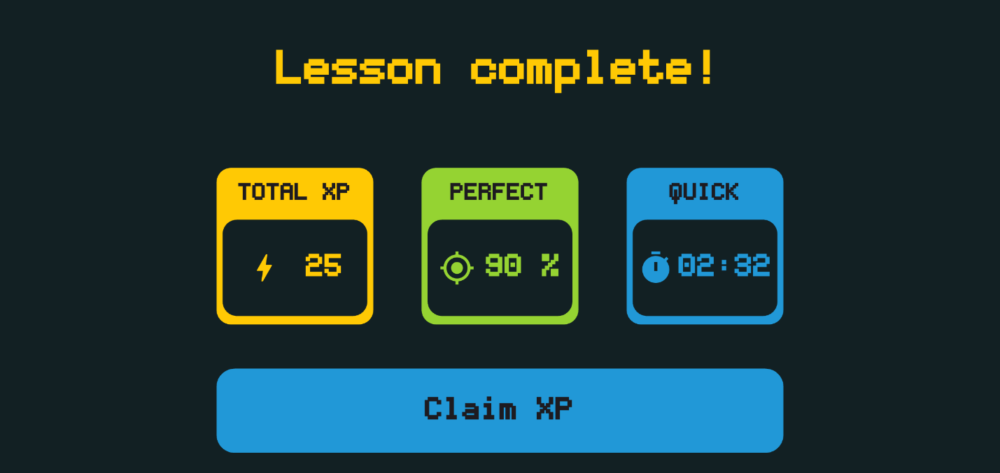 Lesson complete!
TOTAL XP
PERFECT
QUICK
25
90 %
02:32
Claim XP